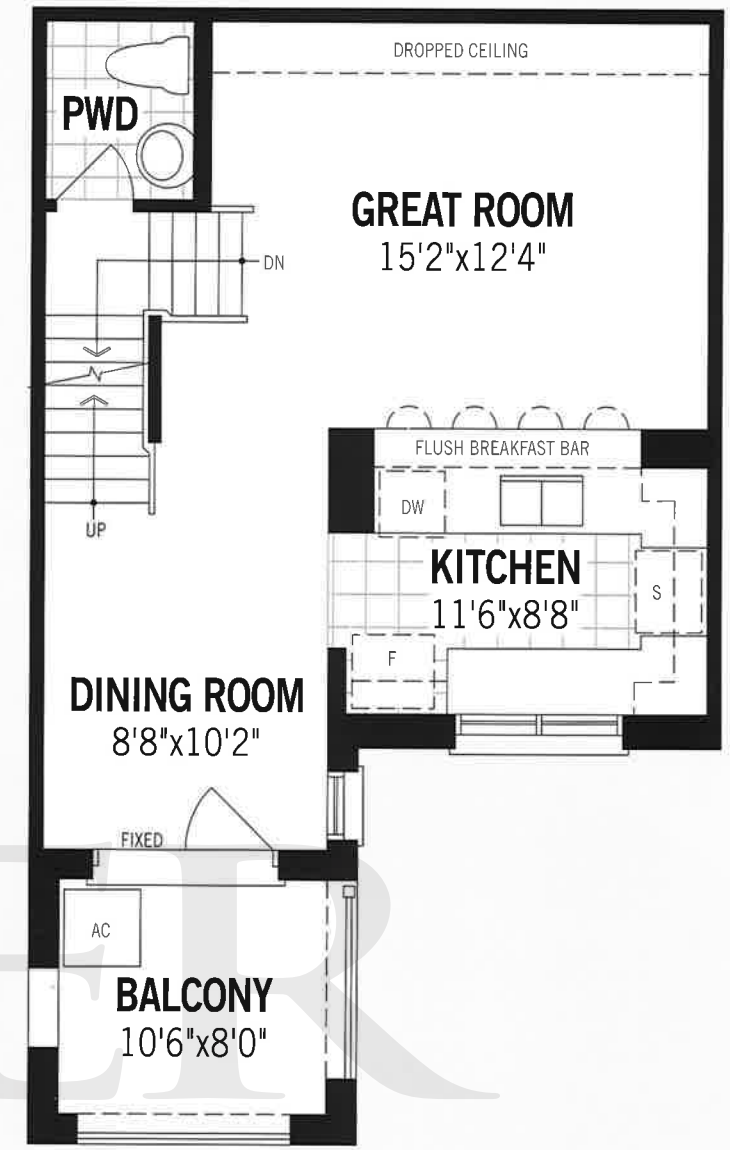 DROPPED CEILING
PWD
GREAT ROOM
15'2"x12'4"
DN
FLUSH BREAKFAST BAR
DW
UP
KITCHEN
11'6"x8'8"
S
F
DINING ROOM
8'8"x10'2"
FIXED
AC
BALCONY
10'6"x8'0"
ER